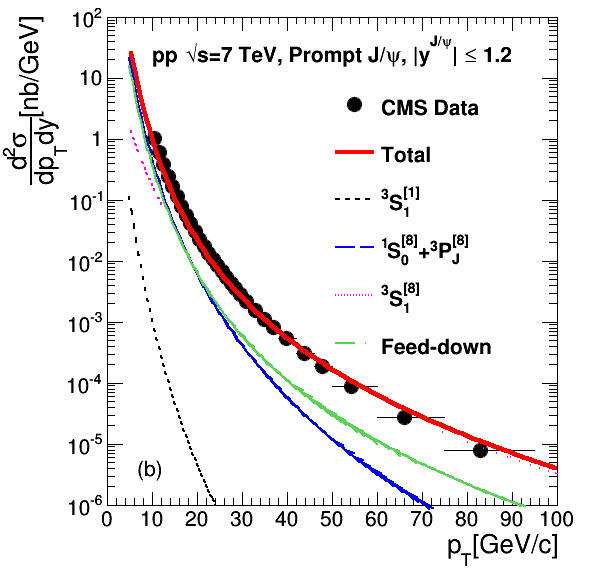 pp √s=7 TeV, Prompt J/ψ, |y^{J/ψ}| ≤ 1.2
d²σ/dp_Tdy [nb/GeV]
10²
10
1
10⁻¹
10⁻²
10⁻³
10⁻⁴
10⁻⁵
10⁻⁶
CMS Data
Total
³S₁^{[1]}
¹S₀^{[8]}+³P_J^{[8]}
³S₁^{[8]}
Feed-down
(b)
0 10 20 30 40 50 60 70 80 90 100
p_T[GeV/c]